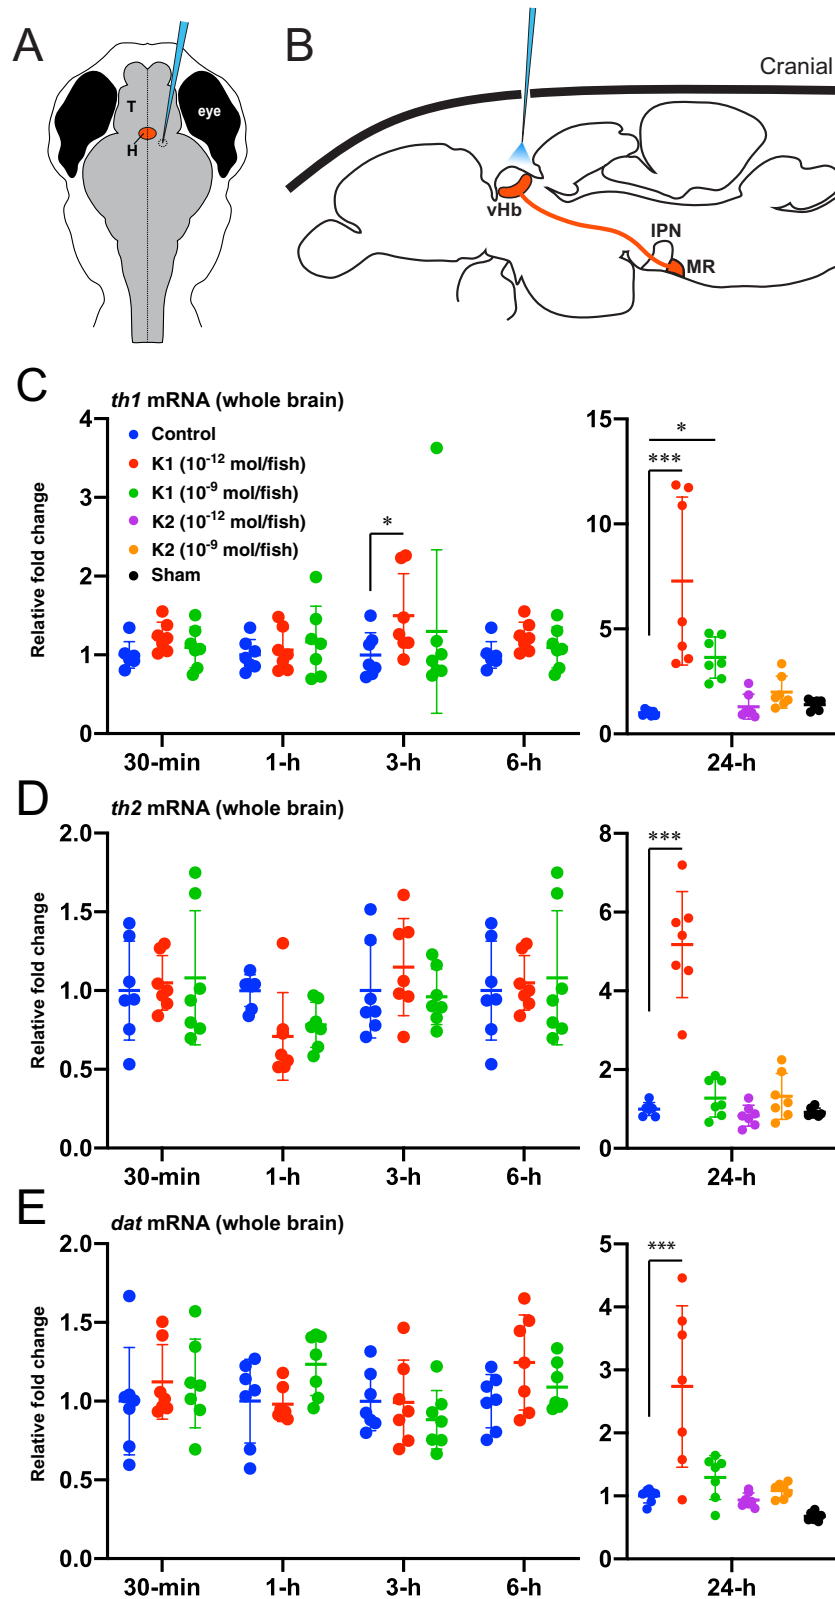 A
T
eye
H
B
Cranial
vHb
IPN
MR
C
th1 mRNA (whole brain)
Relative fold change
4
3
2
1
0
Control
K1 (10⁻¹² mol/fish)
K1 (10⁻⁹ mol/fish)
K2 (10⁻¹² mol/fish)
K2 (10⁻⁹ mol/fish)
Sham
*
30-min 1-h 3-h 6-h
15
10
5
0
*
***
24-h
D
th2 mRNA (whole brain)
Relative fold change
2.0
1.5
1.0
0.5
0.0
30-min 1-h 3-h 6-h
8
6
4
2
0
***
24-h
E
dat mRNA (whole brain)
Relative fold change
2.0
1.5
1.0
0.5
0.0
30-min 1-h 3-h 6-h
5
4
3
2
1
0
***
24-h